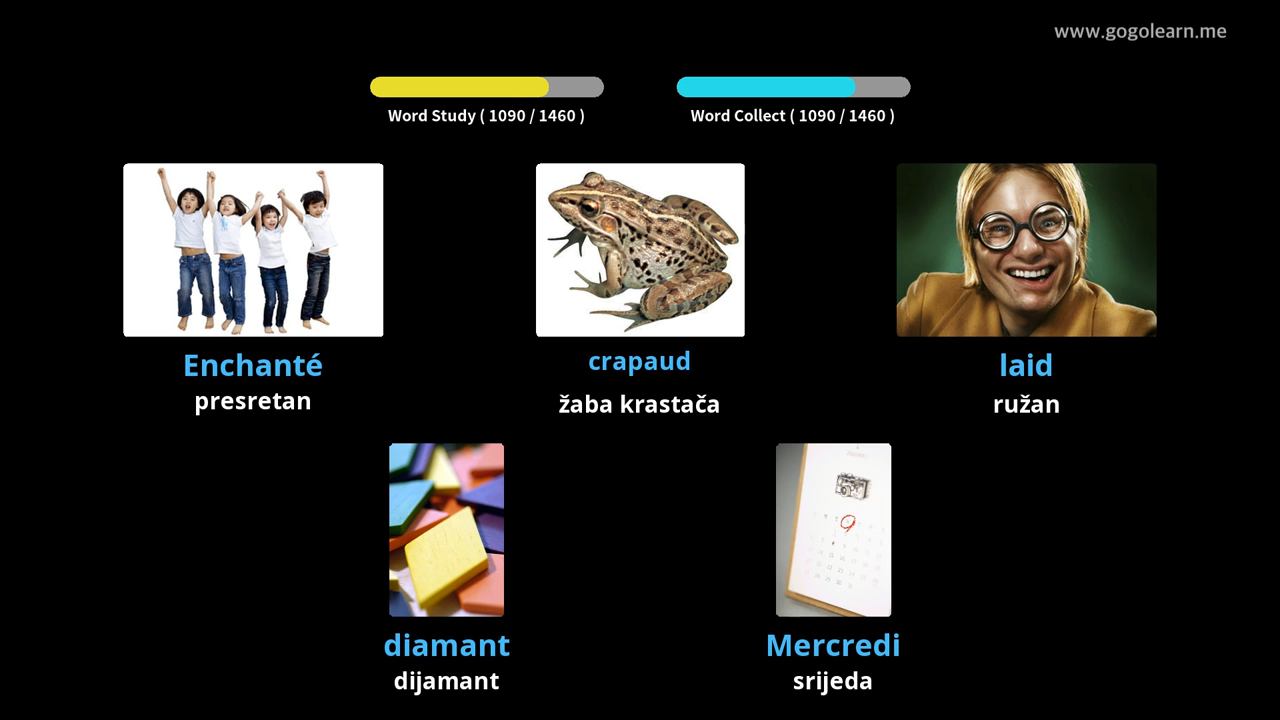 www.gogolearn.me
Word Study ( 1090 / 1460 )
Word Collect ( 1090 / 1460 )
Enchanté
presretan
crapaud
žaba krastača
laid
ružan
diamant
dijamant
Mercredi
srijeda